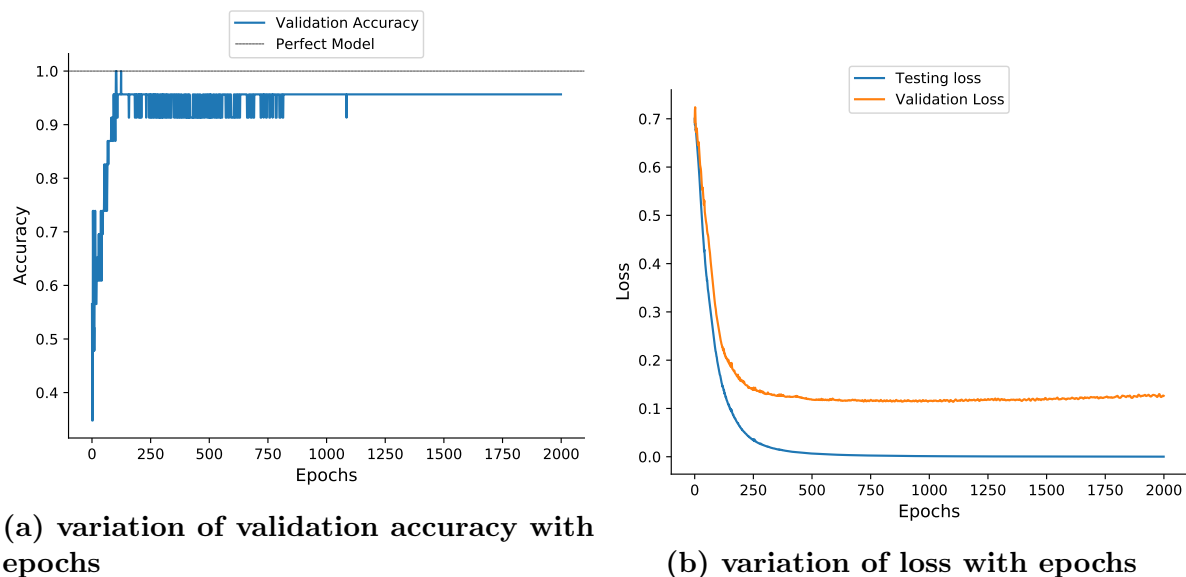 Validation Accuracy
Perfect Model
1.0
0.9
0.8
0.7
0.6
0.5
0.4
Accuracy
0 250 500 750 1000 1250 1500 1750 2000
Epochs
(a) variation of validation accuracy with
epochs
Testing loss
Validation Loss
0.7
0.6
0.5
0.4
0.3
0.2
0.1
0.0
Loss
0 250 500 750 1000 1250 1500 1750 2000
Epochs
(b) variation of loss with epochs